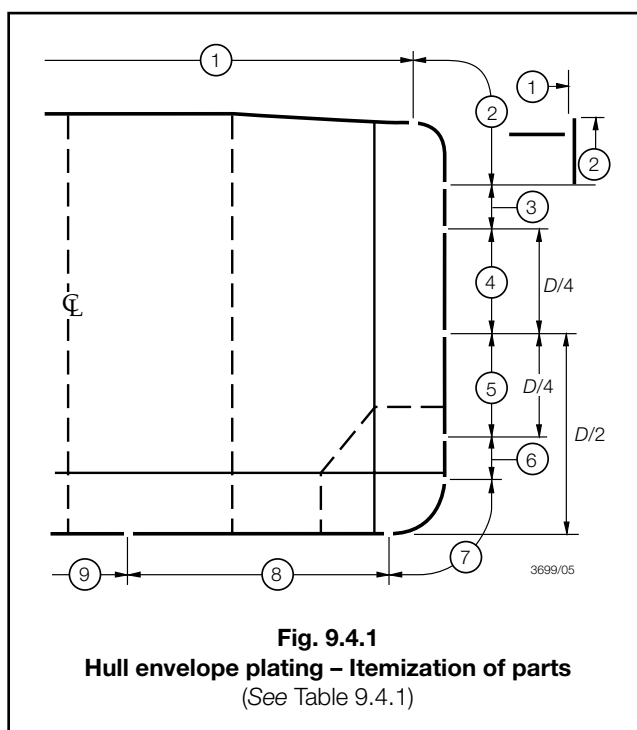 1
1
2
2
3
4
D/4
℄
5
D/4
D/2
6
7
9
8
3699/05
Fig. 9.4.1
Hull envelope plating – Itemization of parts
(See Table 9.4.1)